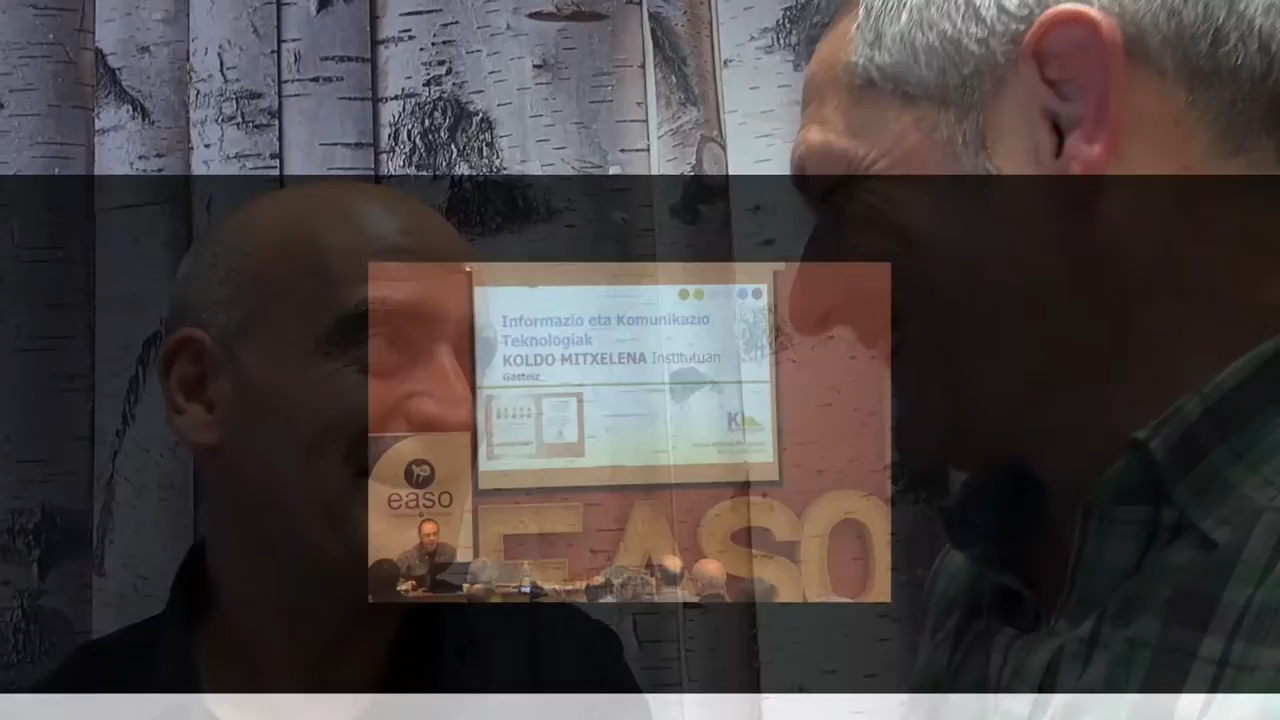 Informazio eta Komunikazio
Teknologiak
KOLDO MITXELENA Institutuan
Gasteiz
easo
EASO